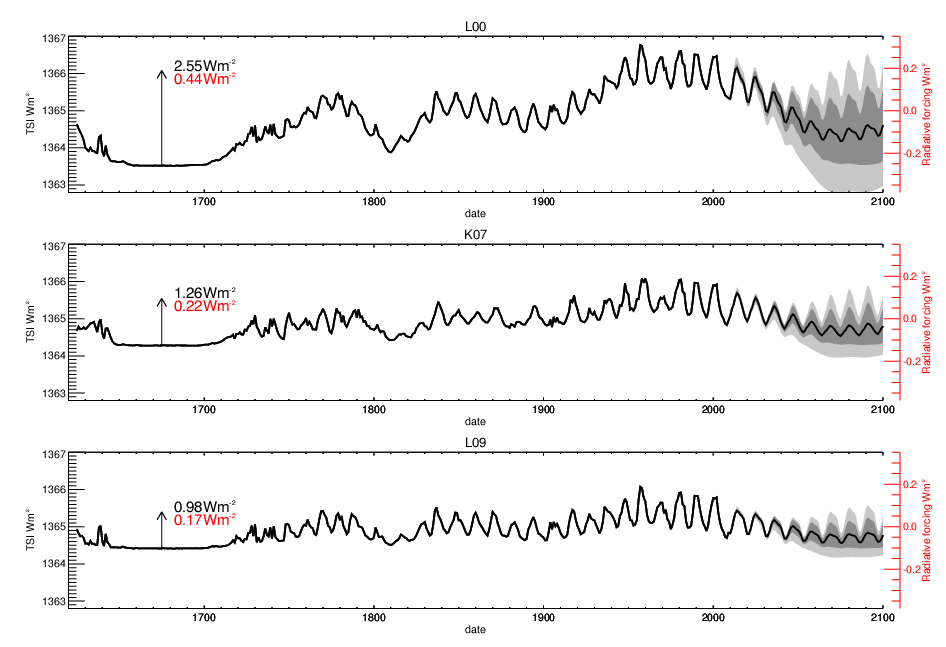 L00
1367
1366
1365
1364
1363
TSI Wm⁻²
2.55Wm⁻²
0.44Wm⁻²
0.2
0.0
-0.2
Radiative forcing Wm⁻²
1700
1800
1900
2000
2100
date
K07
1367
1366
1365
1364
1363
TSI Wm⁻²
1.26Wm⁻²
0.22Wm⁻²
0.2
0.0
-0.2
Radiative forcing Wm⁻²
1700
1800
1900
2000
2100
date
L09
1367
1366
1365
1364
1363
TSI Wm⁻²
0.98Wm⁻²
0.17Wm⁻²
0.2
0.0
-0.2
Radiative forcing Wm⁻²
1700
1800
1900
2000
2100
date